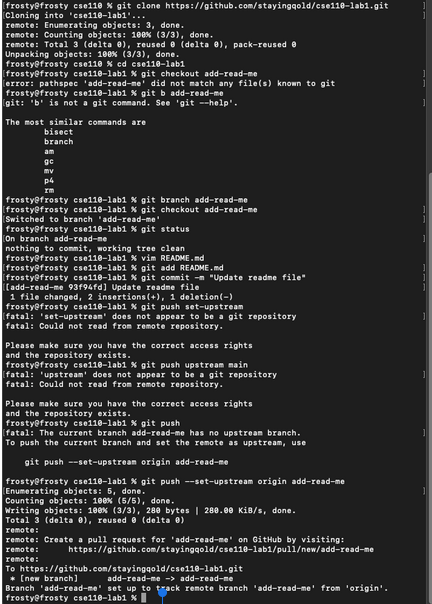 [frosty@frosty cse110 % git clone https://github.com/stayingqold/cse110-lab1.git ]
Cloning into 'cse110-lab1'...
remote: Enumerating objects: 3, done.
remote: Counting objects: 100% (3/3), done.
remote: Total 3 (delta 0), reused 0 (delta 0), pack-reused 0
Unpacking objects: 100% (3/3), done.
[frosty@frosty cse110 % cd cse110-lab1 ]
[frosty@frosty cse110-lab1 % git checkout add-read-me ]
[error: pathspec 'add-read-me' did not match any file(s) known to git ]
frosty@frosty cse110-lab1 % git b add-read-me
[git: 'b' is not a git command. See 'git --help'. ]
The most similar commands are
bisect
branch
am
gc
mv
p4
rm
frosty@frosty cse110-lab1 % git branch add-read-me
frosty@frosty cse110-lab1 % git checkout add-read-me
[Switched to branch 'add-read-me' ]
frosty@frosty cse110-lab1 % git status
[On branch add-read-me ]
nothing to commit, working tree clean
[frosty@frosty cse110-lab1 % vim README.md ]
[frosty@frosty cse110-lab1 % git add README.md ]
[frosty@frosty cse110-lab1 % git commit -m "Update readme file" ]
[[add-read-me 93f94fd] Update readme file ]
1 file changed, 2 insertions(+), 1 deletion(-)
frosty@frosty cse110-lab1 % git push set-upstream
[fatal: 'set-upstream' does not appear to be a git repository ]
fatal: Could not read from remote repository.
Please make sure you have the correct access rights
and the repository exists.
frosty@frosty cse110-lab1 % git push upstream main
[fatal: 'upstream' does not appear to be a git repository ]
fatal: Could not read from remote repository.
Please make sure you have the correct access rights
and the repository exists.
frosty@frosty cse110-lab1 % git push
[fatal: The current branch add-read-me has no upstream branch. ]
To push the current branch and set the remote as upstream, use
git push --set-upstream origin add-read-me
frosty@frosty cse110-lab1 % git push --set-upstream origin add-read-me
[Enumerating objects: 5, done. ]
Counting objects: 100% (5/5), done.
Writing objects: 100% (3/3), 280 bytes | 280.00 KiB/s, done.
Total 3 (delta 0), reused 0 (delta 0)
remote:
remote: Create a pull request for 'add-read-me' on GitHub by visiting:
remote: https://github.com/stayingqold/cse110-lab1/pull/new/add-read-me
remote:
To https://github.com/stayingqold/cse110-lab1.git
* [new branch] add-read-me -> add-read-me
Branch 'add-read-me' set up to track remote branch 'add-read-me' from 'origin'.
frosty@frosty cse110-lab1 %